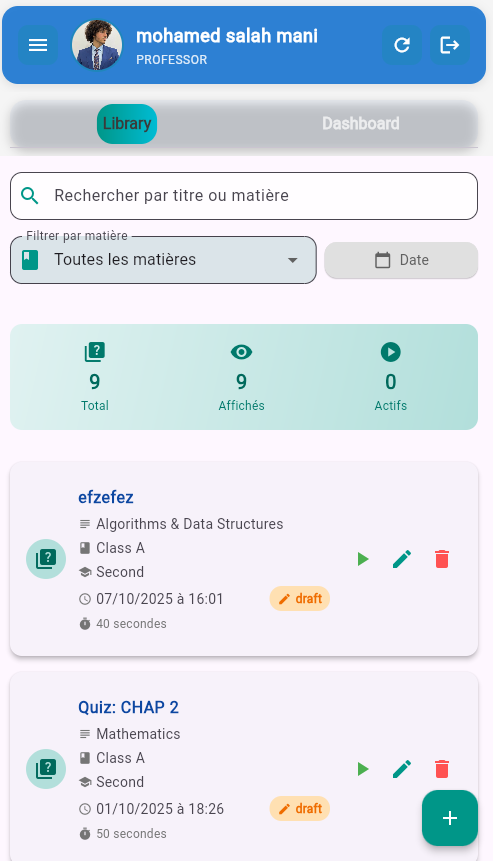 mohamed salah mani
PROFESSOR
Library
Dashboard
Rechercher par titre ou matière
Filtrer par matière
Toutes les matières
Date
9
9
0
Total
Affichés
Actifs
efzefez
Algorithms & Data Structures
Class A
Second
07/10/2025 à 16:01
draft
40 secondes
Quiz: CHAP 2
Mathematics
Class A
Second
01/10/2025 à 18:26
draft
50 secondes